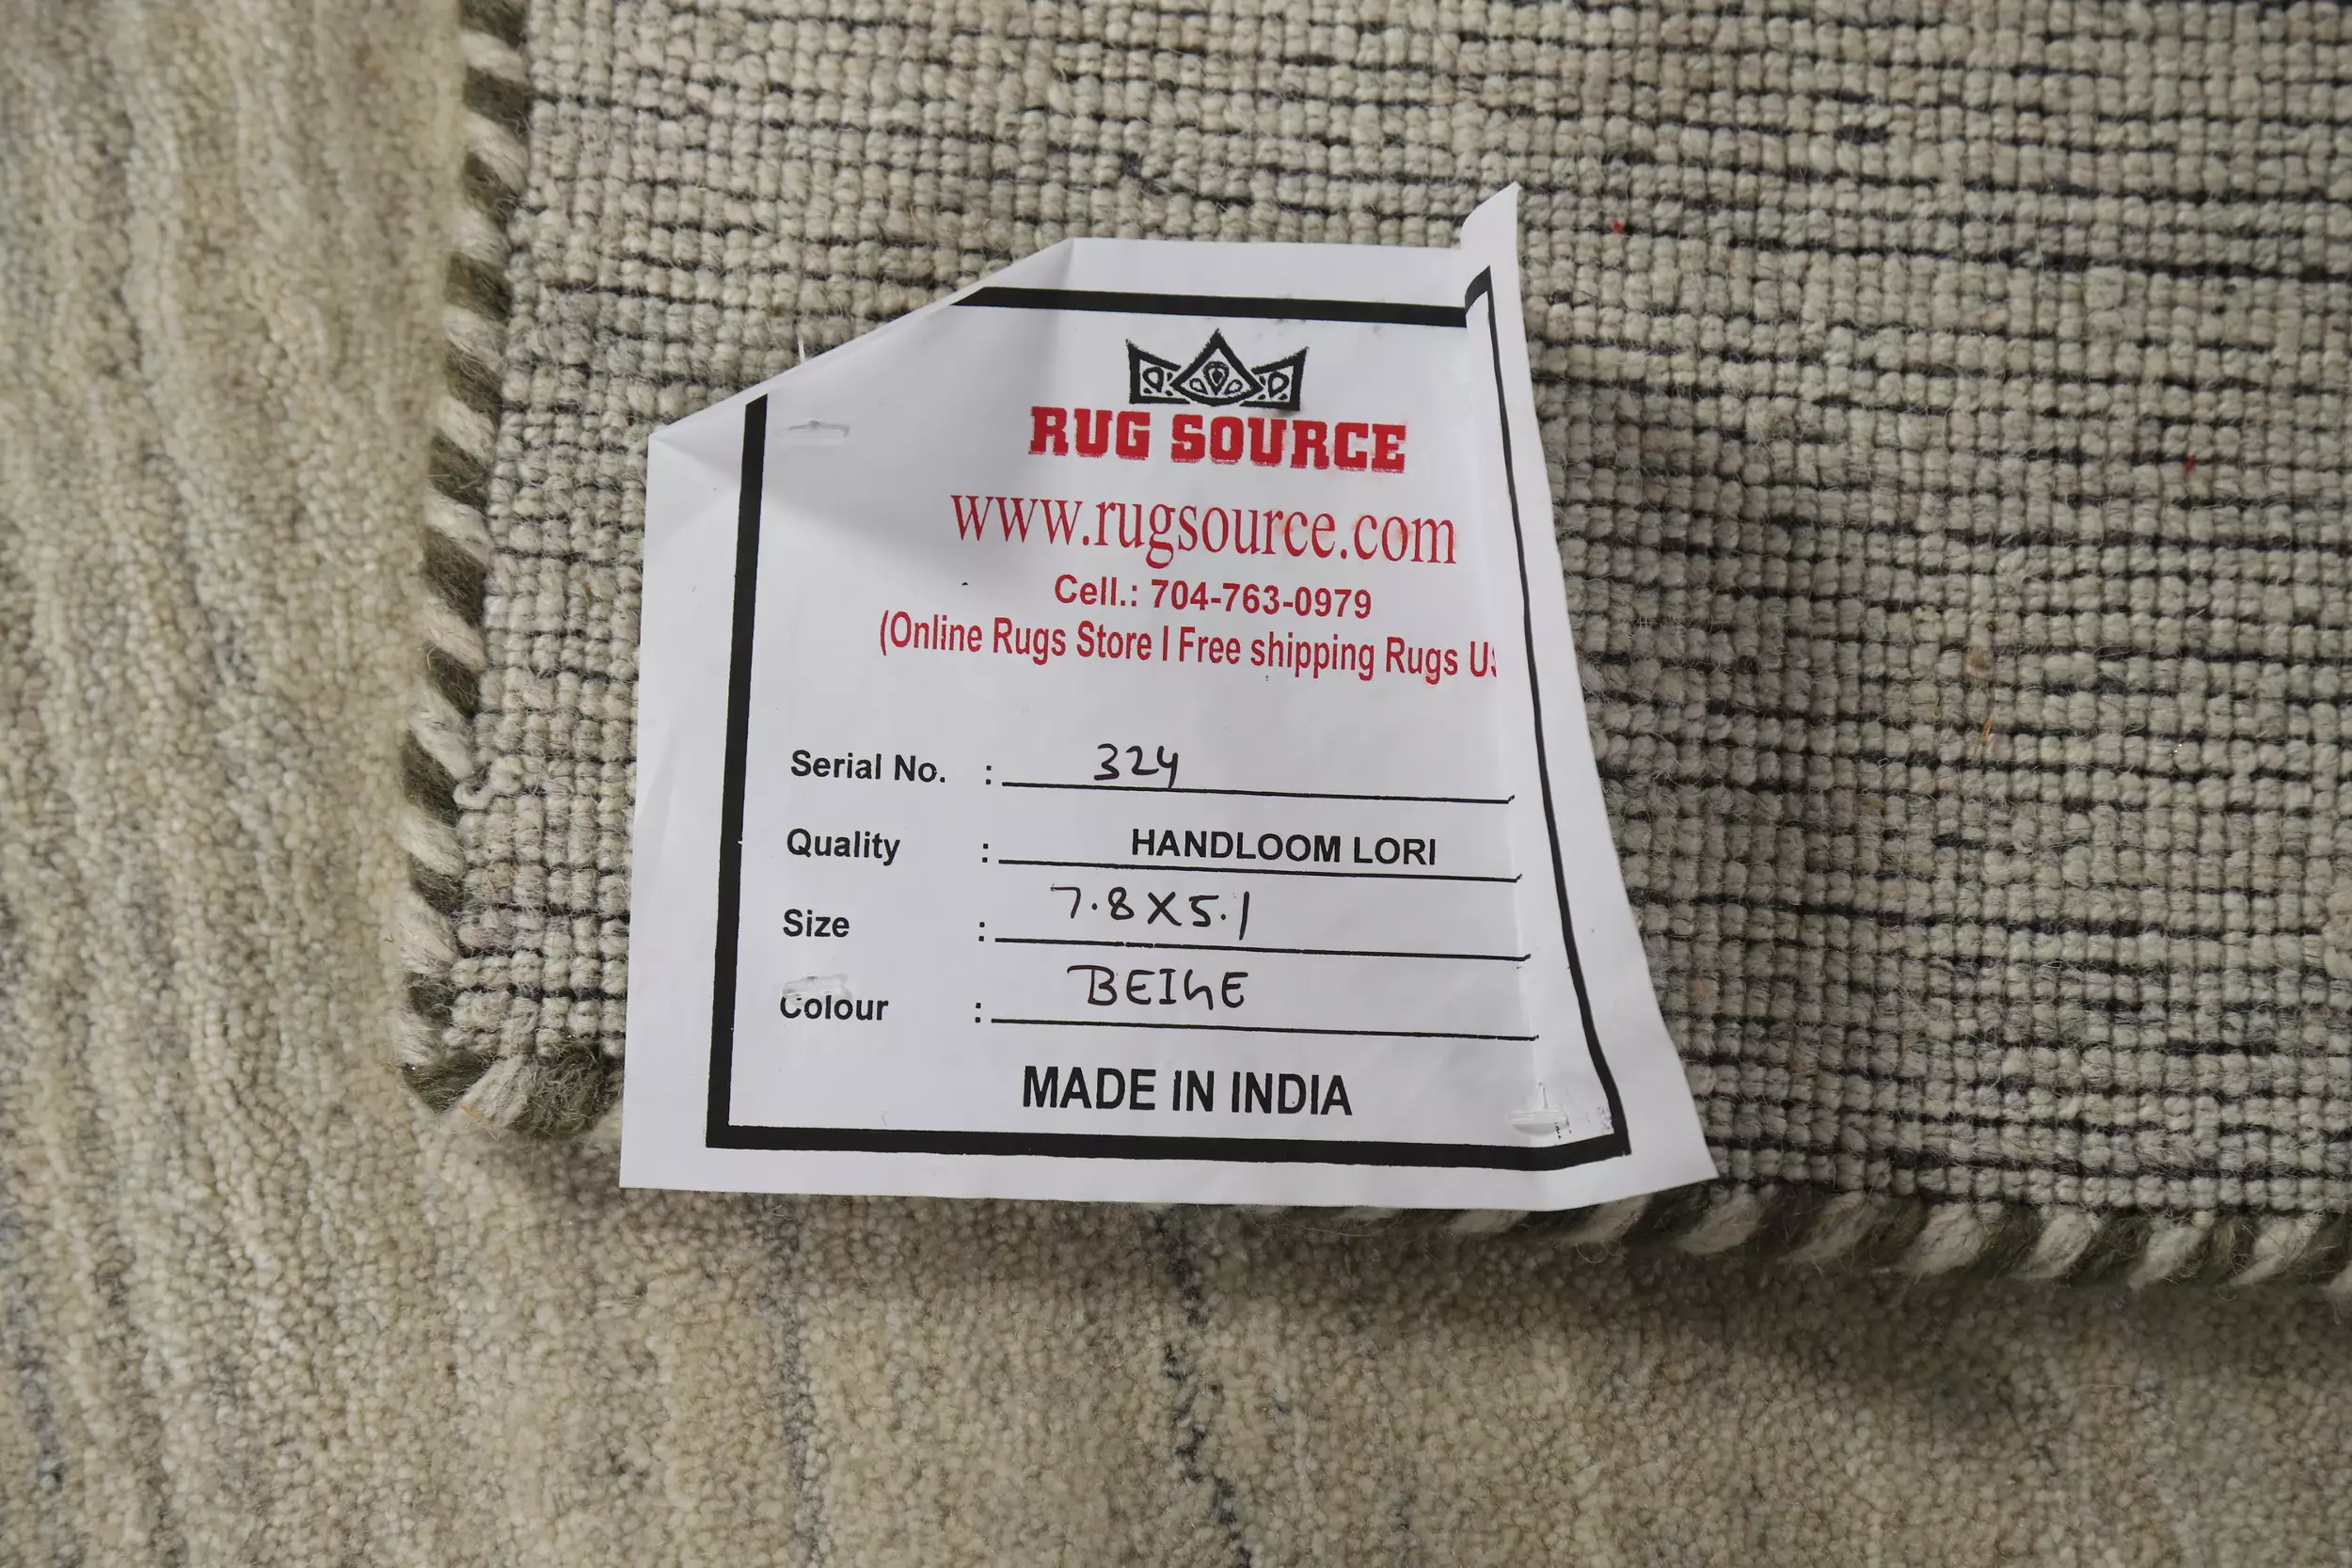 RUG SOURCE
www.rugsource.com
Cell.: 704-763-0979
(Online Rugs Store I Free shipping Rugs
Serial No. : 324
Quality : HANDLOOM LORI
Size : 7.8X5.1
Colour : BEIGE
MADE IN INDIA